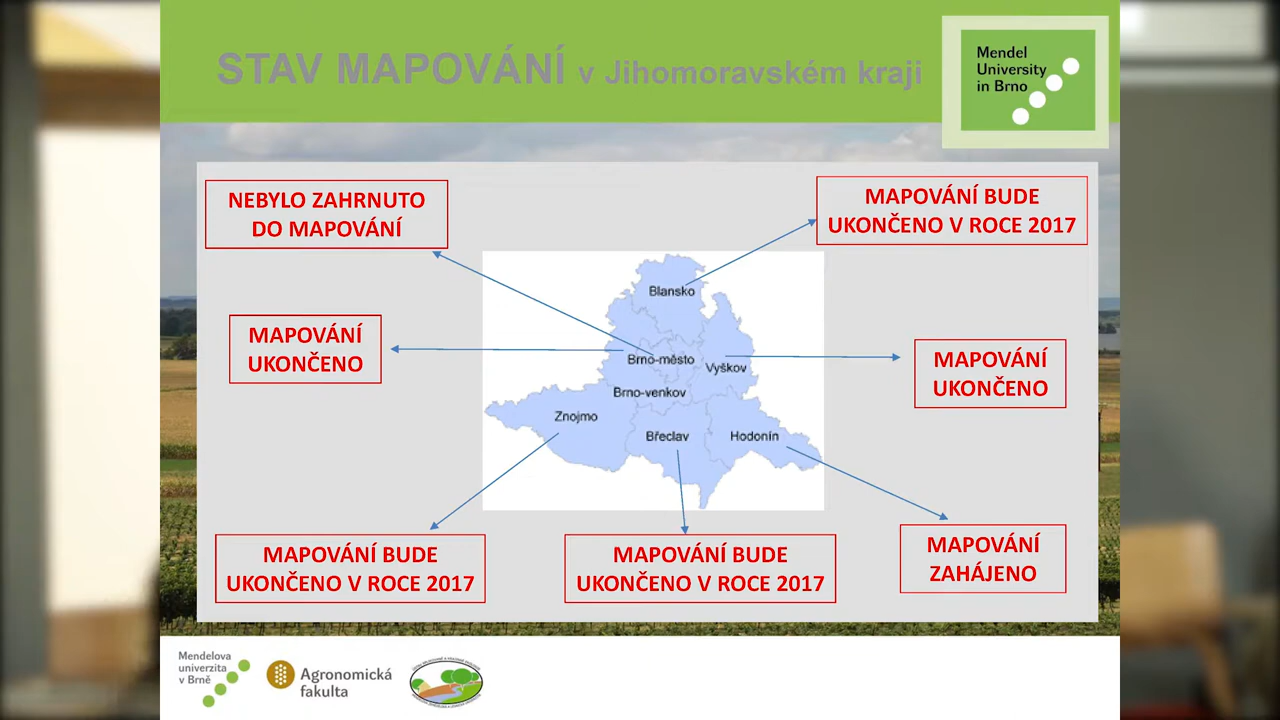 STAV MAPOVÁNÍ v Jihomoravském kraji
Mendel
University
in Brno
NEBYLO ZAHRNUTO
DO MAPOVÁNÍ
MAPOVÁNÍ BUDE
UKONČENO V ROCE 2017
Blansko
MAPOVÁNÍ
UKONČENO
Brno-město
Vyškov
MAPOVÁNÍ
UKONČENO
Brno-venkov
Znojmo
Břeclav
Hodonín
MAPOVÁNÍ BUDE
UKONČENO V ROCE 2017
MAPOVÁNÍ BUDE
UKONČENO V ROCE 2017
MAPOVÁNÍ
ZAHÁJENO
Mendelova
univerzita
v Brně
Agronomická
fakulta